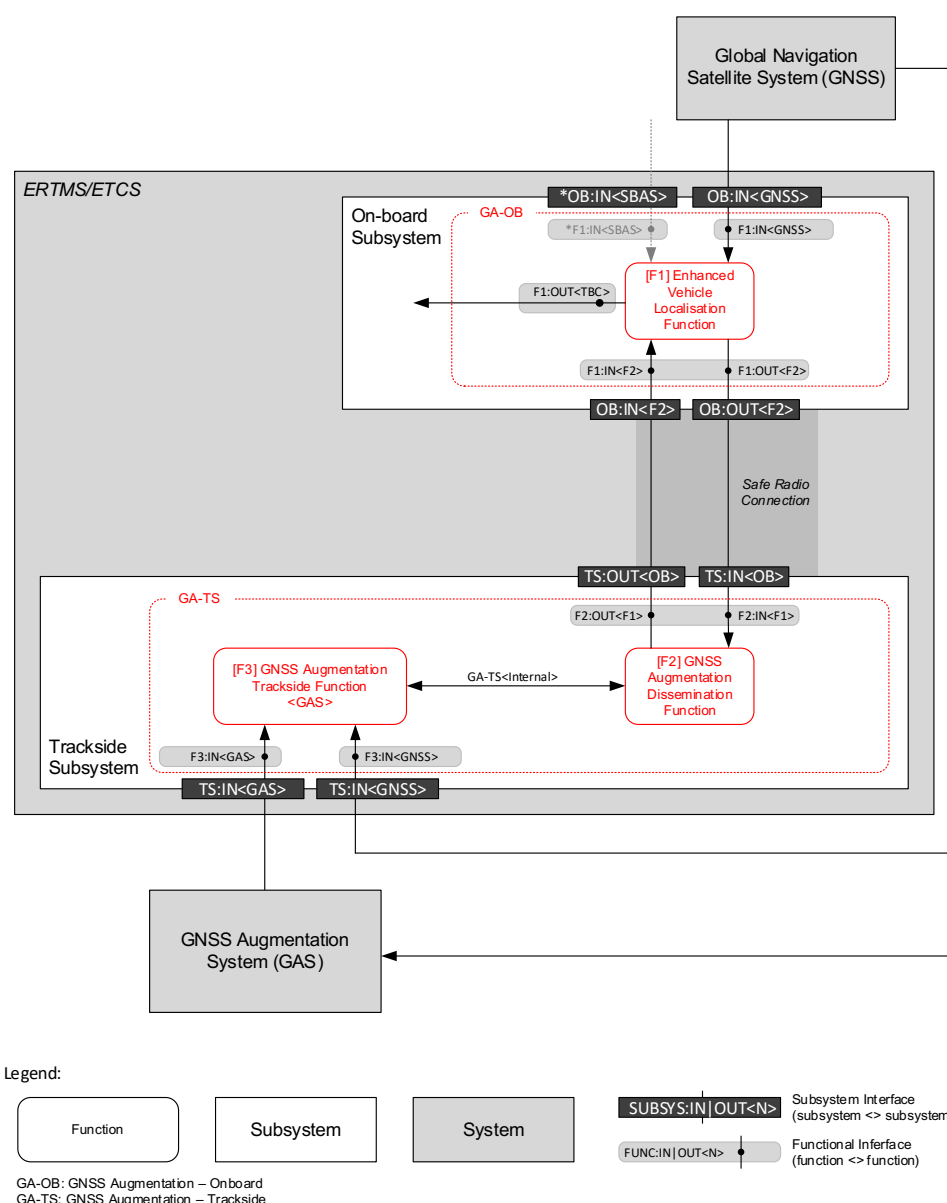 Global Navigation
Satellite System (GNSS)
ERTMS/ETCS
*OB:IN<SBAS>
OB:IN<GNSS>
On-board
Subsystem
GA-OB
*F1:IN<SBAS>
F1:IN<GNSS>
[F1] Enhanced
Vehicle
Localisation
Function
F1:OUT<TBC>
F1:IN<F2>
F1:OUT<F2>
OB:IN<F2>
OB:OUT<F2>
Safe Radio
Connection
TS:OUT<OB>
TS:IN<OB>
GA-TS
F2:OUT<F1>
F2:IN<F1>
[F3] GNSS Augmentation
Trackside Function
<GAS>
GA-TS<Internal>
[F2] GNSS
Augmentation
Dissemination
Function
Trackside
Subsystem
F3:IN<GAS>
F3:IN<GNSS>
TS:IN<GAS>
TS:IN<GNSS>
GNSS Augmentation
System (GAS)
Legend:
Function
Subsystem
System
SUBSYS:IN|OUT<N>
Subsystem Interface
(subsystem <> subsystem
FUNC:IN|OUT<N>
Functional Inferface
(function <> function)
GA-OB: GNSS Augmentation – Onboard
GA-TS: GNSS Augmentation – Trackside